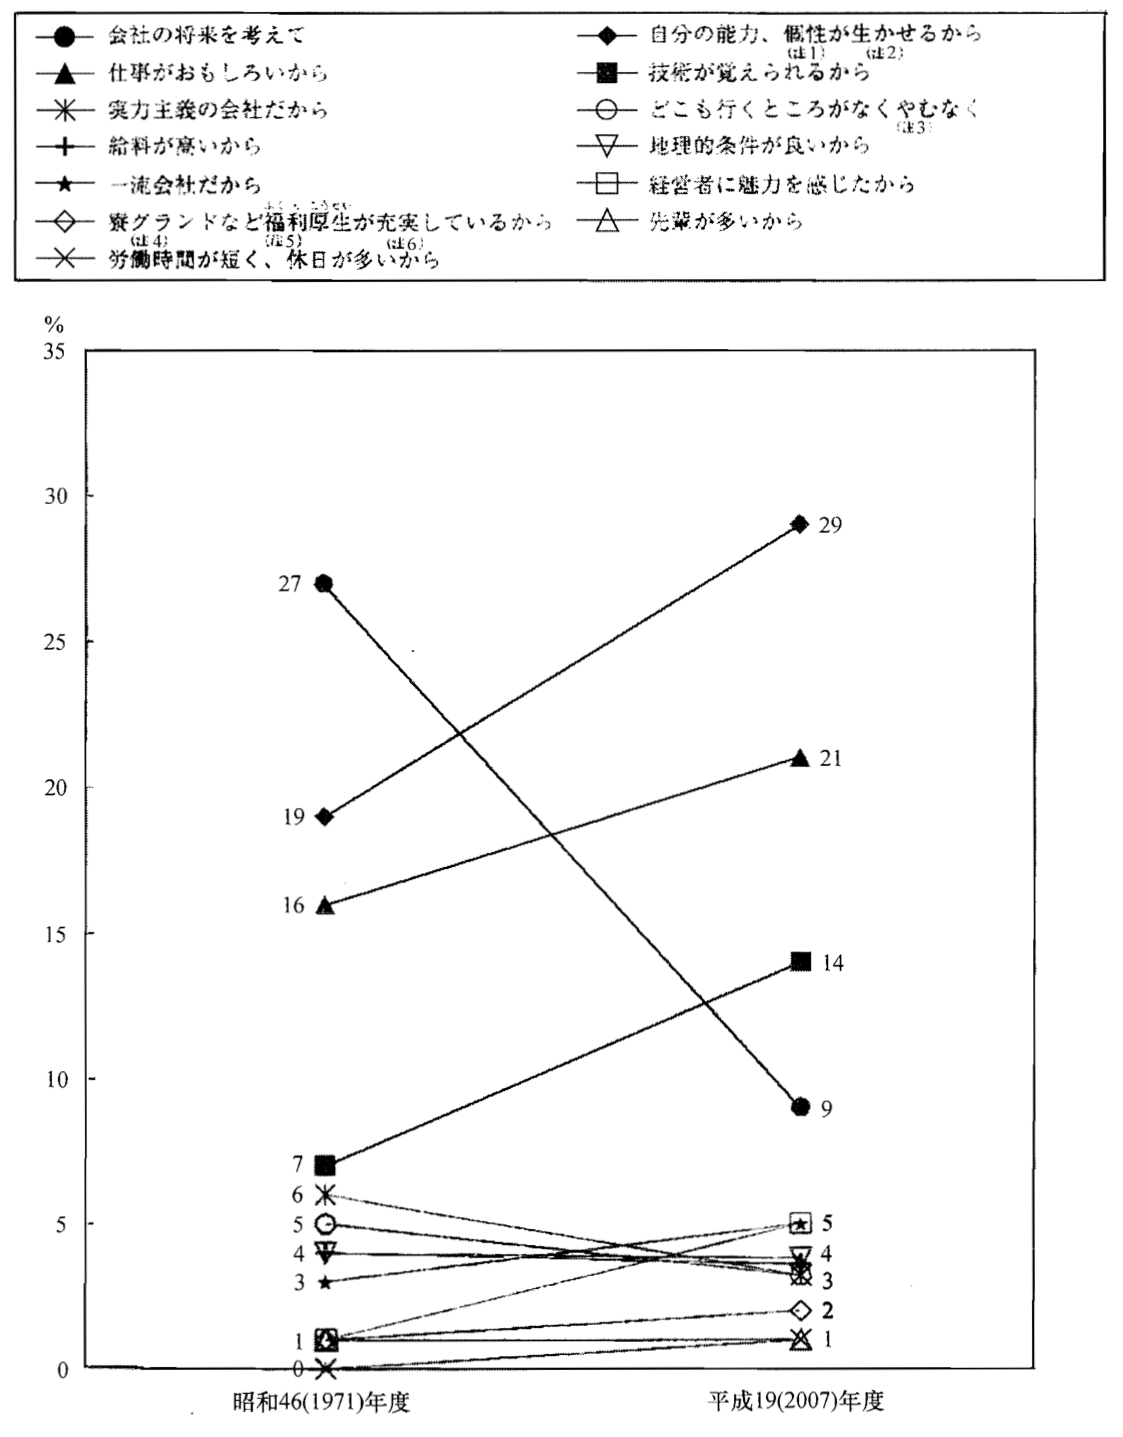 会社の将来を考えて
自分の能力、個性が生かせるから
(注1) (注2)
仕事がおもしろいから
技術が覚えられるから
実力主義の会社だから
どこも行くところがなくやむなく
(注3)
給料が高いから
地理的条件が良いから
一流会社だから
経営者に魅力を感じたから
寮グランドなど福利厚生が充実しているから
先輩が多いから
(注4) (注5) (注6)
労働時間が短く、休日が多いから
%
35
30
29
27
25
21
20
19
16
15
14
10
9
7
6
5
5
5
4
4
3
3
2
1
1
0
0
昭和46(1971)年度
平成19(2007)年度